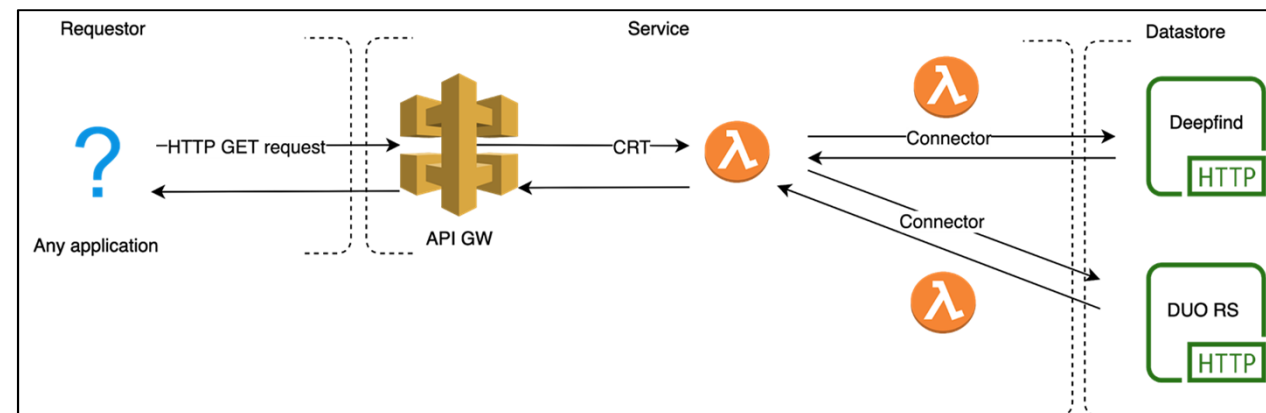 Requestor
Service
Datastore
Deepfind
HTTP
HTTP GET request
CRT
Connector
Connector
Any application
API GW
DUO RS
HTTP